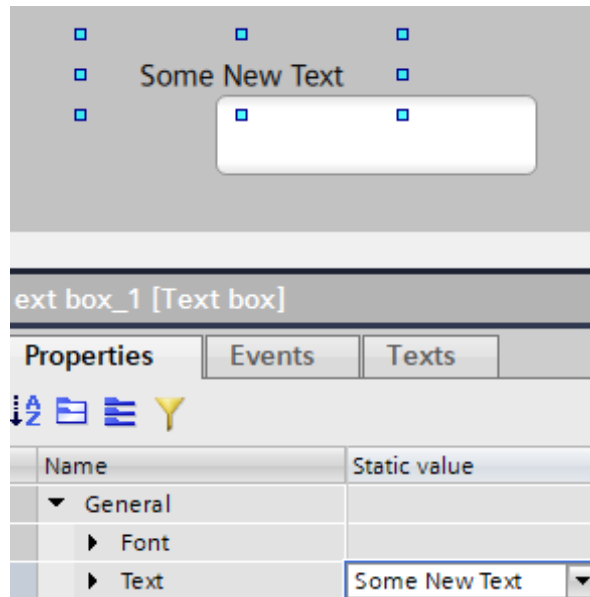 Some New Text
ext box_1 [Text box]
Properties Events Texts
A
Z
Name Static value
General
Font
Text Some New Text